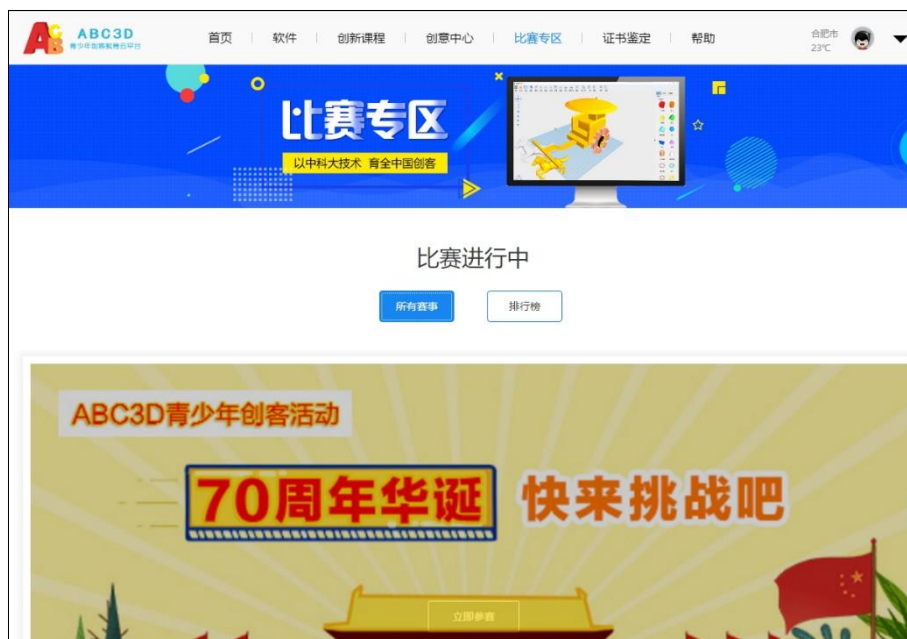 ABC3D
青少年创客教育云平台
首页
软件
创新课程
创意中心
比赛专区
证书鉴定
帮助
合肥市
23℃
比赛专区
以中科大技术 育全中国创客
比赛进行中
所有赛事
排行榜
ABC3D青少年创客活动
70周年华诞 快来挑战吧
立即参赛